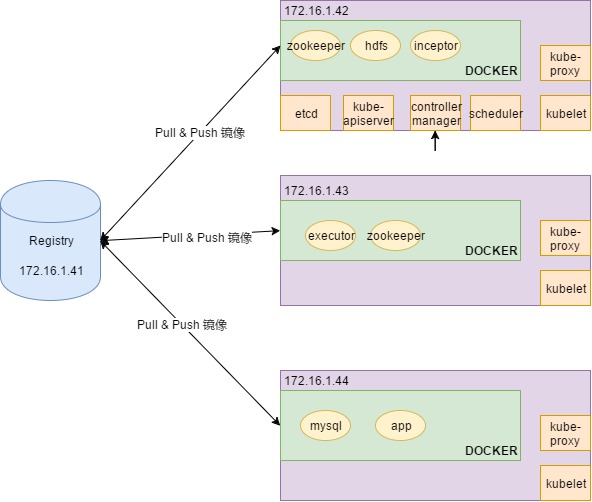 172.16.1.42
zookeeper
hdfs
inceptor
DOCKER
kube-
proxy
etcd
kube-
apiserver
controller
manager
scheduler
kubelet
Pull & Push 镜像
172.16.1.43
executor
zookeeper
DOCKER
kube-
proxy
kubelet
Pull & Push 镜像
Registry
172.16.1.41
Pull & Push 镜像
172.16.1.44
mysql
app
DOCKER
kube-
proxy
kubelet